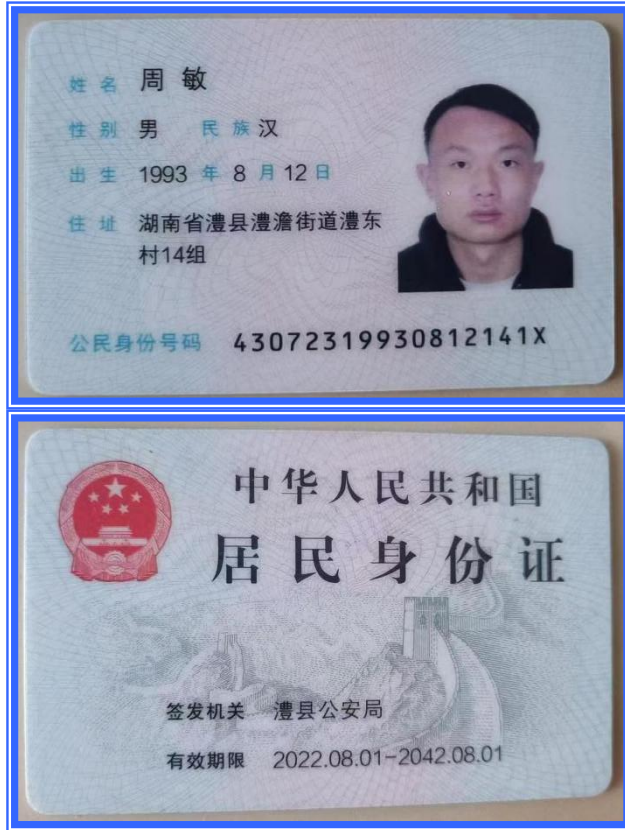 姓名 周敏
性别 男 民族 汉
出生 1993 年 8 月 12 日
住址 湖南省澧县澧澹街道澧东
村14组
公民身份号码 43072319930812141X
中华人民共和国
居民身份证
签发机关 澧县公安局
有效期限 2022.08.01-2042.08.01